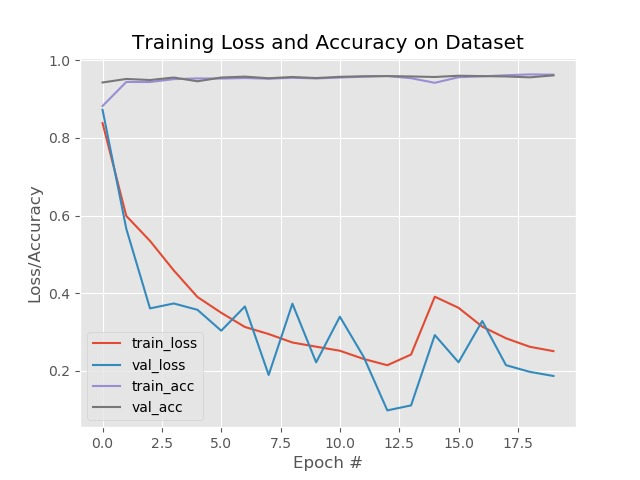 Training Loss and Accuracy on Dataset
1.0
0.8
0.6
0.4
0.2
Loss/Accuracy
train_loss
val_loss
train_acc
val_acc
0.0 2.5 5.0 7.5 10.0 12.5 15.0 17.5
Epoch #